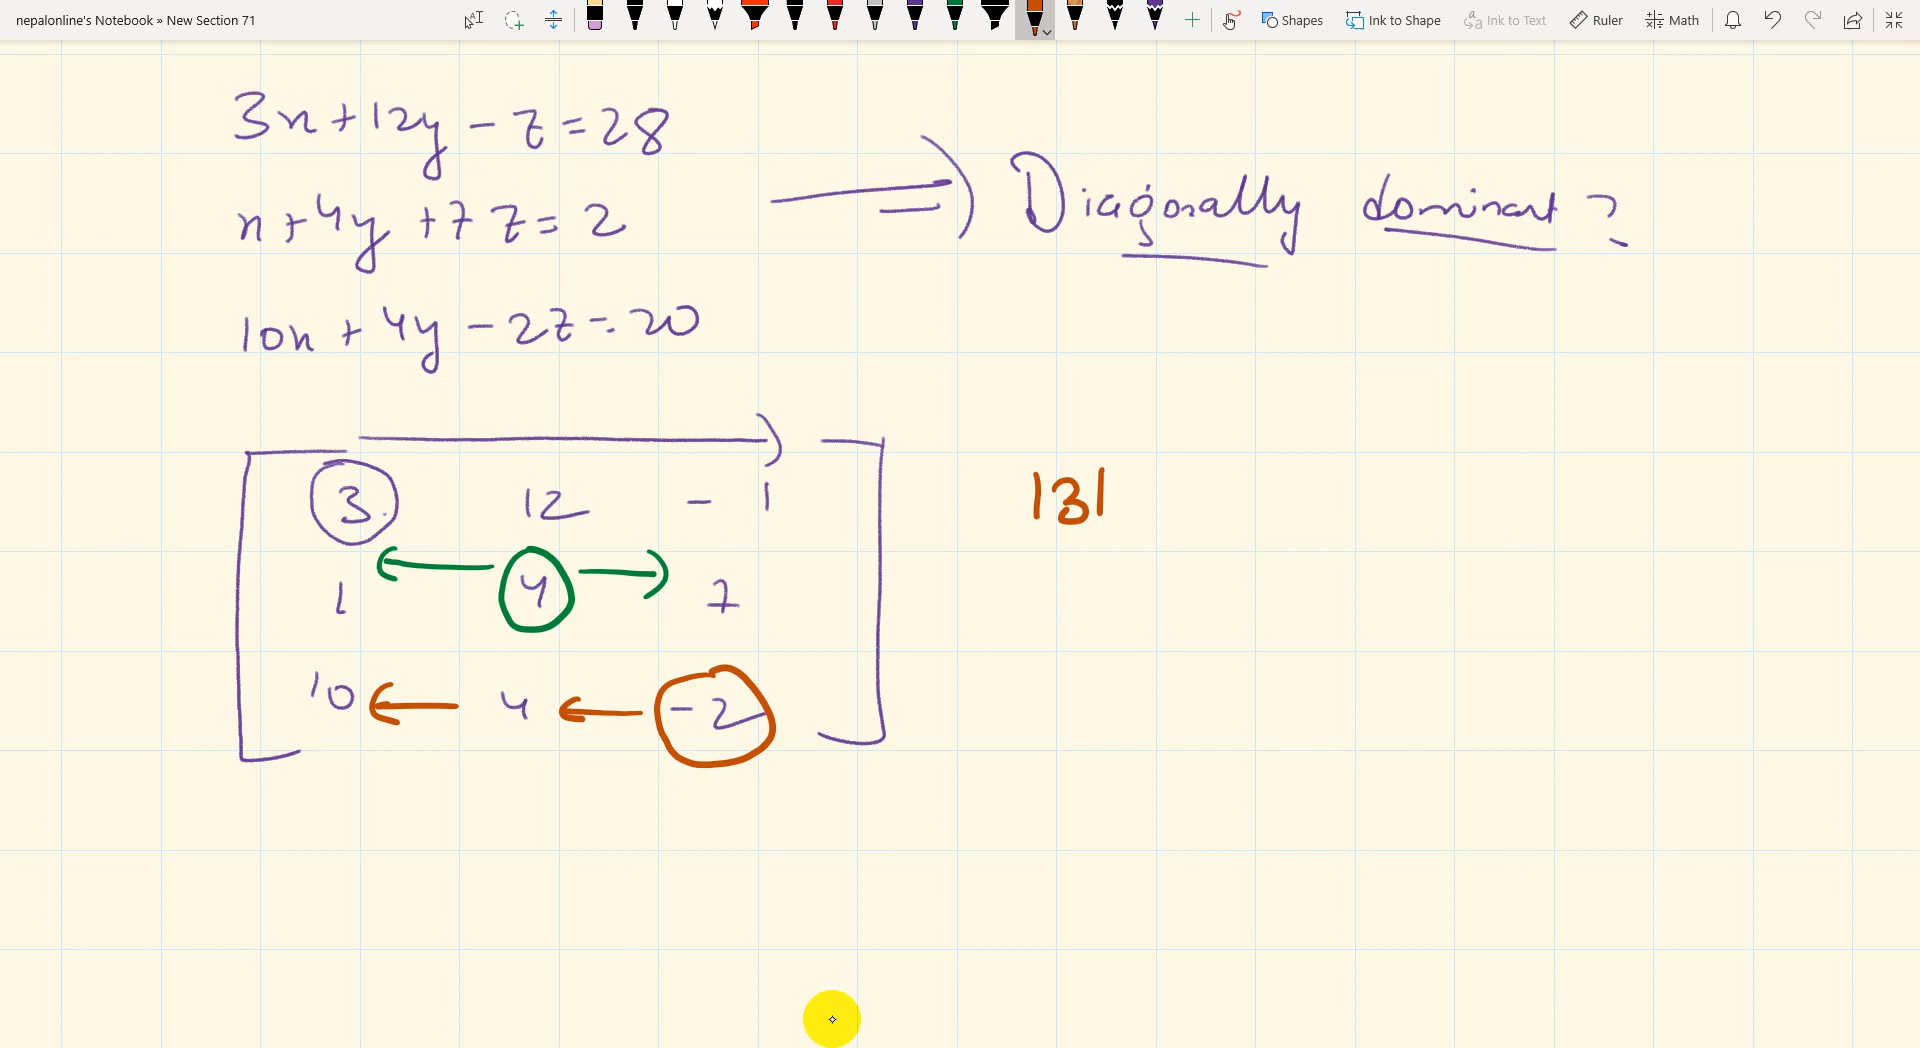 nepalonline's Notebook » New Section 71
Shapes
Ink to Shape
Ink to Text
Ruler
Math
3x + 12y - z = 28
x + 4y + 7z = 2
10x + 4y - 2z = 20
Diagonally dominant ?
3 12 - 1
1 4 7
10 4 - 2
|3|